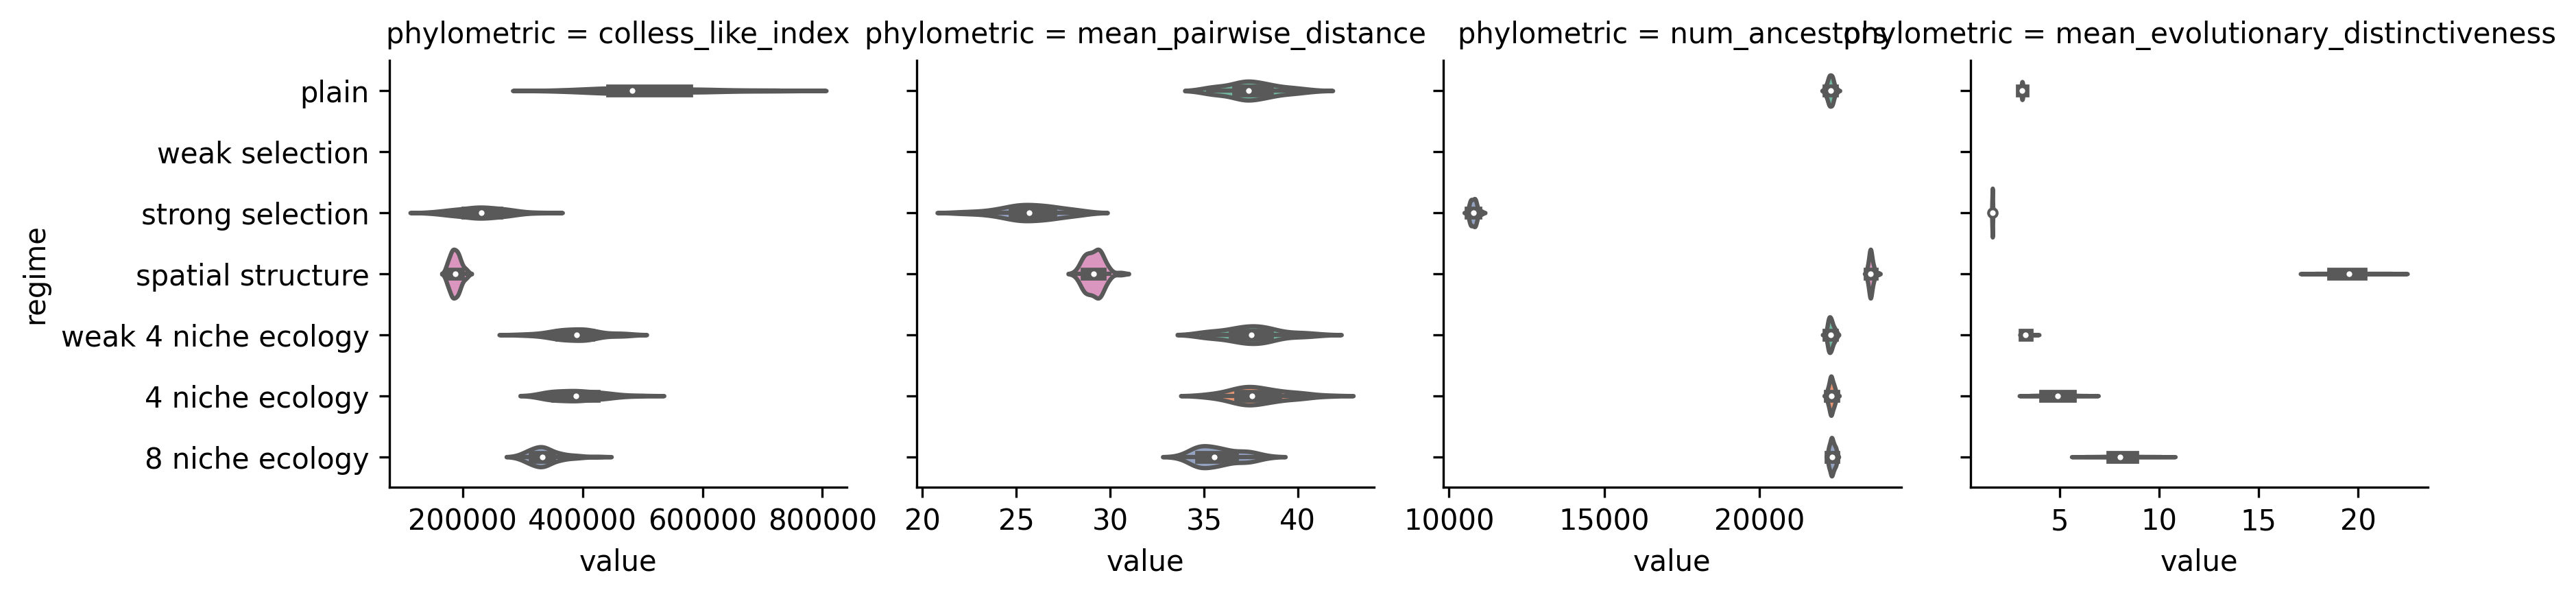 phylometric = colless_like_index
phylometric = mean_pairwise_distance
phylometric = num_ancestors
phylometric = mean_evolutionary_distinctiveness
regime
plain
weak selection
strong selection
spatial structure
weak 4 niche ecology
4 niche ecology
8 niche ecology
200000 400000 600000 800000
20 25 30 35 40
10000 15000 20000
5 10 15 20
value
value
value
value